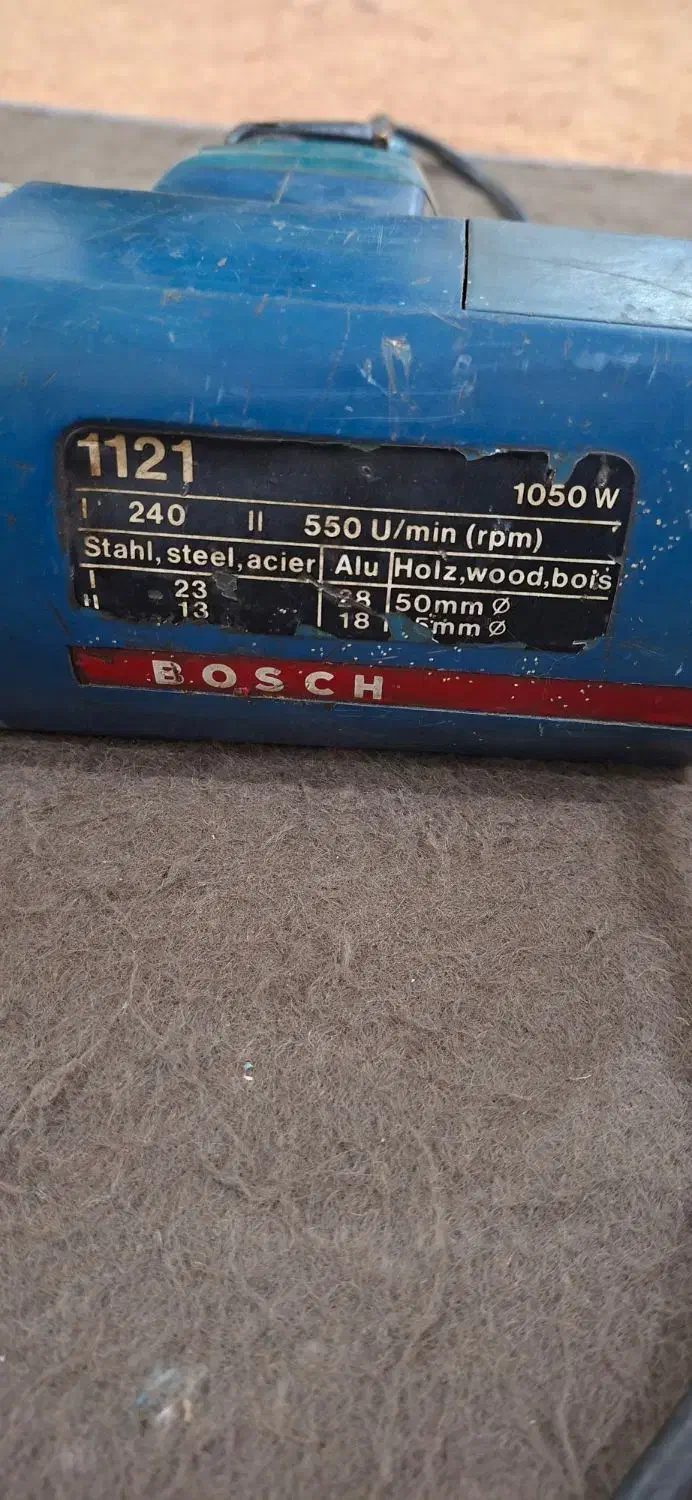 1121
1050 W
I 240 II 550 U/min (rpm)
Stahl, steel, acier Alu Holz, wood, bois
I 23 28 50mm Ø
II 13 18 5mm Ø
BOSCH